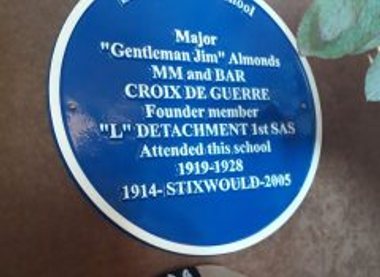 School
Major
"Gentleman Jim" Almonds
MM and BAR
CROIX DE GUERRE
Founder member
"L" DETACHMENT 1st SAS
Attended this school
1919-1928
1914- STIXWOULD-2005